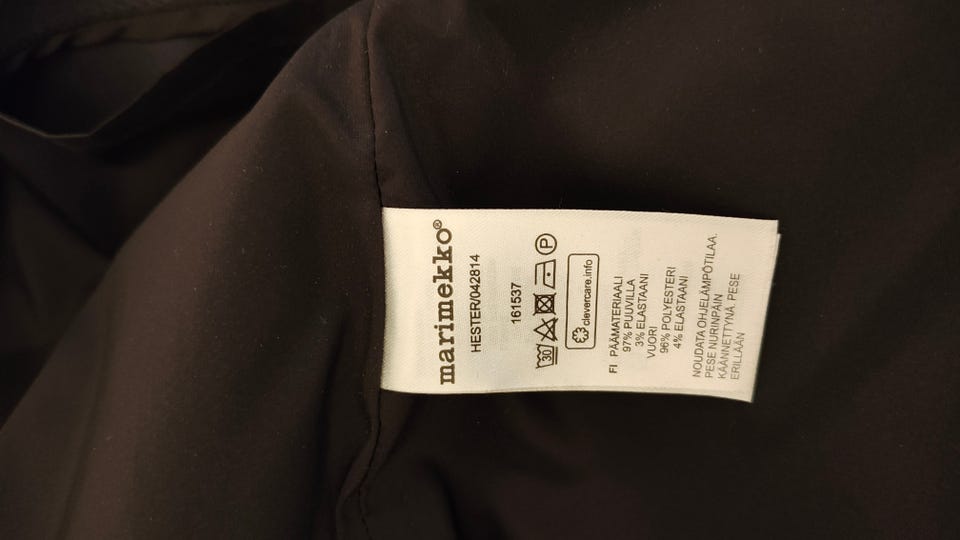 marimekko®
HESTER/042814
161537
30 P
clevercare.info
FI PÄÄMATERIAALI
97% PUUVILLA
3% ELASTAANI
VUORI
96% POLYESTERI
4% ELASTAANI
NOUDATA OHJELÄMPÖTILAA.
PESE NURINPÄIN
KÄÄNNETTYNÄ. PESE
ERILLÄÄN